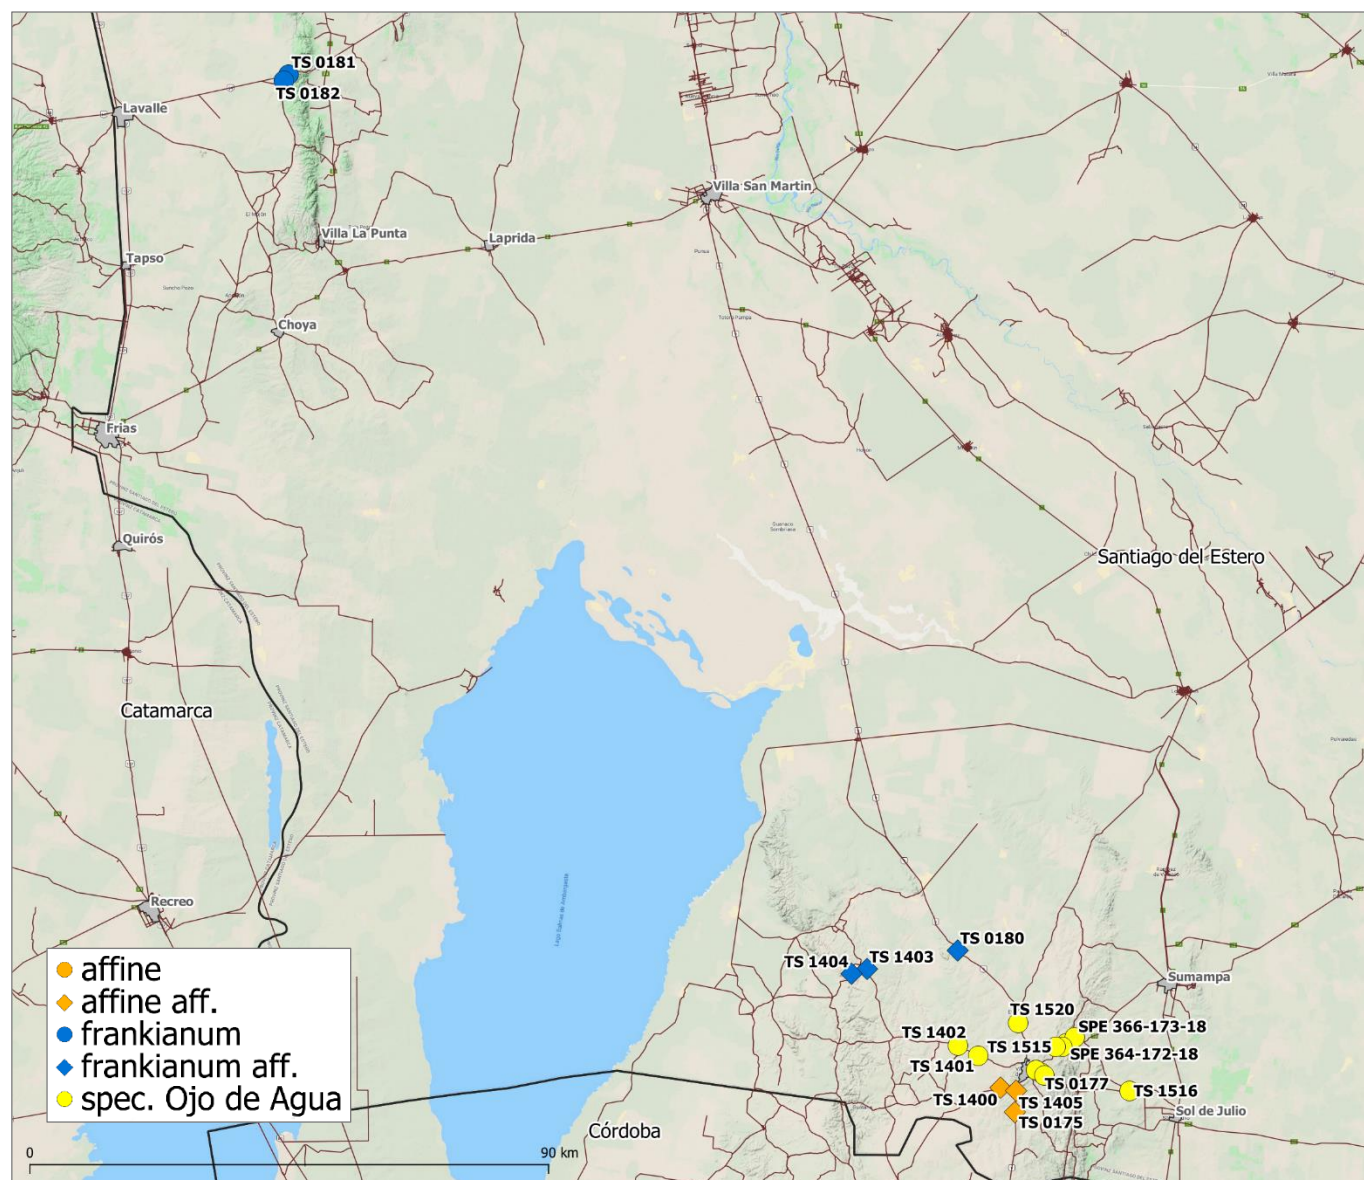 TS 0181
TS 0182
Lavalle
Villa San Martin
Villa La Punta
Laprida
Tapso
Choya
Frias
Quirós
Santiago del Estero
Catamarca
Recreo
TS 0180
TS 1404
TS 1403
Sumampa
TS 1520
SPE 366-173-18
TS 1402
TS 1515
SPE 364-172-18
TS 1401
TS 0177
TS 1516
TS 1400
TS 1405
Sol de Julio
TS 0175
Córdoba
affine
affine aff.
frankianum
frankianum aff.
spec. Ojo de Agua
0
90 km